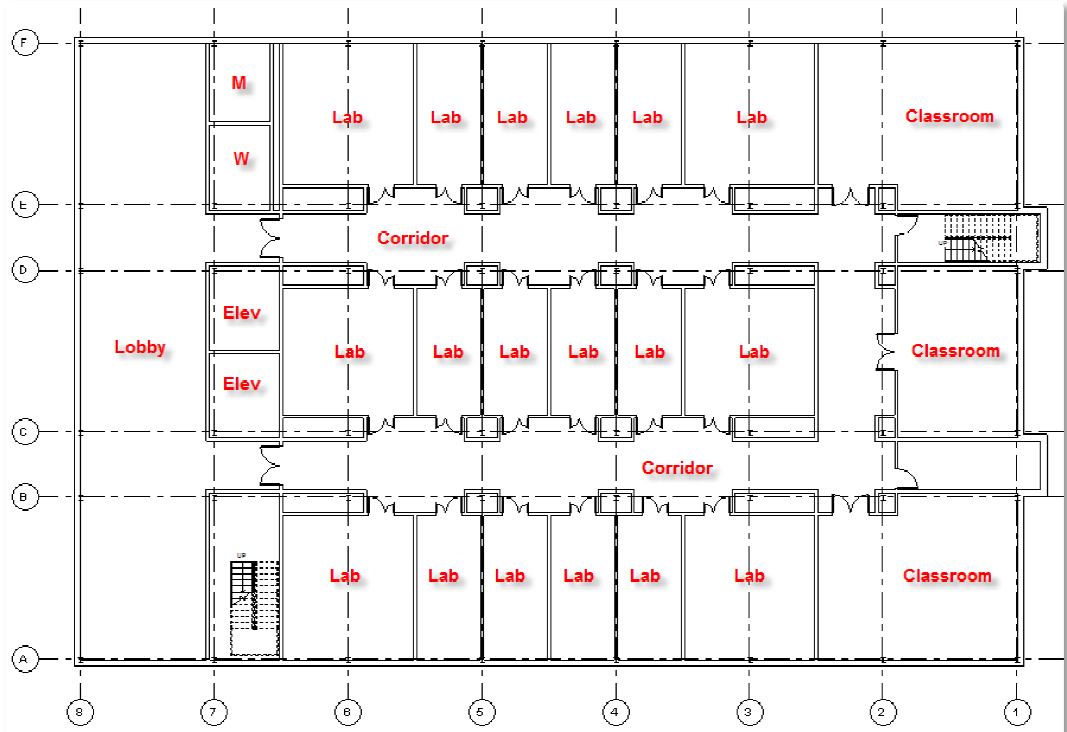 F
M
Lab
Lab
Lab
Lab
Lab
Lab
Classroom
W
E
Corridor
UP
D
Elev
Lobby
Lab
Lab
Lab
Lab
Lab
Lab
Classroom
Elev
C
Corridor
B
UP
Lab
Lab
Lab
Lab
Lab
Lab
Classroom
A
8
7
6
5
4
3
2
1